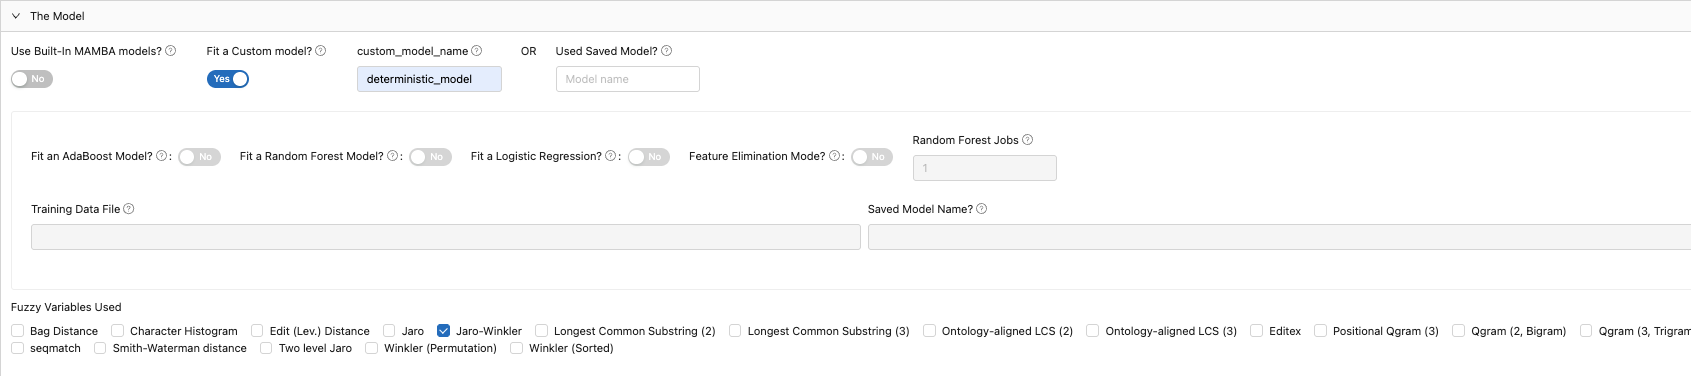 The Model
Use Built-In MAMBA models? Fit a Custom model? custom_model_name OR Used Saved Model?
No Yes deterministic_model Model name
Random Forest Jobs
Fit an AdaBoost Model? : No Fit a Random Forest Model? : No Fit a Logistic Regression? : No Feature Elimination Mode? : No 1
Training Data File Saved Model Name?
Fuzzy Variables Used
Bag Distance Character Histogram Edit (Lev.) Distance Jaro Jaro-Winkler Longest Common Substring (2) Longest Common Substring (3) Ontology-aligned LCS (2) Ontology-aligned LCS (3) Editex Positional Qgram (3) Qgram (2, Bigram) Qgram (3, Trigram
seqmatch Smith-Waterman distance Two level Jaro Winkler (Permutation) Winkler (Sorted)